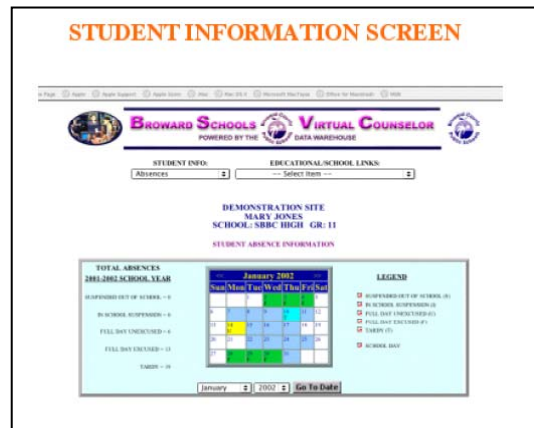 STUDENT INFORMATION SCREEN
Apple Apple Support Apple Store .Mac Mac OS X Microsoft MacTopia Office for Macintosh MSN
BROWARD SCHOOLS VIRTUAL COUNSELOR
POWERED BY THE DATA WAREHOUSE
STUDENT INFO: EDUCATIONAL/SCHOOL LINKS:
Absences -- Select Item --
DEMONSTRATION SITE
MARY JONES
SCHOOL: SBBC HIGH GR: 11
STUDENT ABSENCE INFORMATION
TOTAL ABSENCES
2001-2002 SCHOOL YEAR
SUSPENDED OUT OF SCHOOL = 0
IN SCHOOL SUSPENSION = 6
FULL DAY UNEXCUSED = 6
FULL DAY EXCUSED = 13
TARDY = 10
January 2002
Sun Mon Tue Wed Thu Fri Sat
1 2 3 4 5
6 7 8 9 10 11 12
13 14 15 16 17 18 19
20 21 22 23 24 25 26
27 28 29 30 31
LEGEND
SUSPENDED OUT OF SCHOOL (S)
IN SCHOOL SUSPENSION (I)
FULL DAY UNEXCUSED (U)
FULL DAY EXCUSED (E)
TARDY (T)
SCHOOL DAY
January 2002 Go To Date